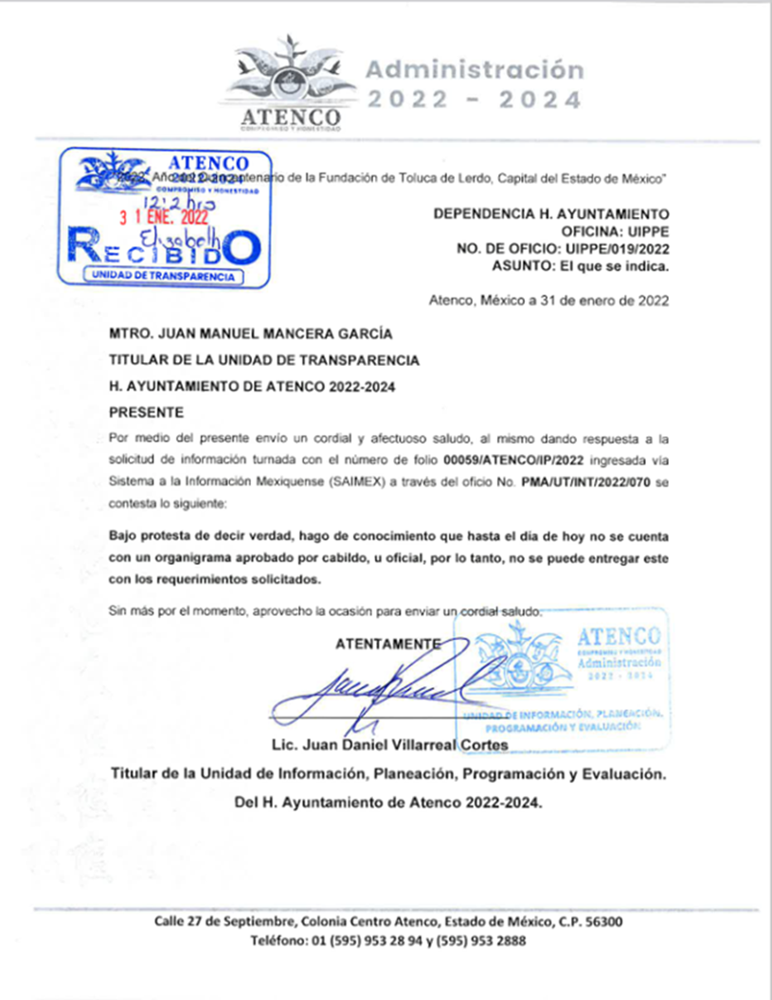 ATENCO
COMPROMISO Y HONESTIDAD
Administración
2022 - 2024
"2022. Año del Bicentenario de la Fundación de Toluca de Lerdo, Capital del Estado de México"
ATENCO
2022-2024
COMPROMISO Y HONESTIDAD
12:2 hrs
31 ENE. 2022
Elizabeth
RECIBIDO
UNIDAD DE TRANSPARENCIA
DEPENDENCIA H. AYUNTAMIENTO
OFICINA: UIPPE
NO. DE OFICIO: UIPPE/019/2022
ASUNTO: El que se indica.
Atenco, México a 31 de enero de 2022
MTRO. JUAN MANUEL MANCERA GARCÍA
TITULAR DE LA UNIDAD DE TRANSPARENCIA
H. AYUNTAMIENTO DE ATENCO 2022-2024
PRESENTE
Por medio del presente envío un cordial y afectuoso saludo, al mismo dando respuesta a la
solicitud de información turnada con el número de folio 00059/ATENCO/IP/2022 ingresada vía
Sistema a la Información Mexiquense (SAIMEX) a través del oficio No. PMA/UT/INT/2022/070 se
contesta lo siguiente:
Bajo protesta de decir verdad, hago de conocimiento que hasta el día de hoy no se cuenta
con un organigrama aprobado por cabildo, u oficial, por lo tanto, no se puede entregar este
con los requerimientos solicitados.
Sin más por el momento, aprovecho la ocasión para enviar un cordial saludo.
ATENTAMENTE
ATENCO
COMPROMISO Y HONESTIDAD
Administración
2022 - 2024
UNIDAD DE INFORMACIÓN, PLANEACIÓN,
PROGRAMACIÓN Y EVALUACIÓN
Lic. Juan Daniel Villarreal Cortes
Titular de la Unidad de Información, Planeación, Programación y Evaluación.
Del H. Ayuntamiento de Atenco 2022-2024.
Calle 27 de Septiembre, Colonia Centro Atenco, Estado de México, C.P. 56300
Teléfono: 01 (595) 953 28 94 y (595) 953 2888